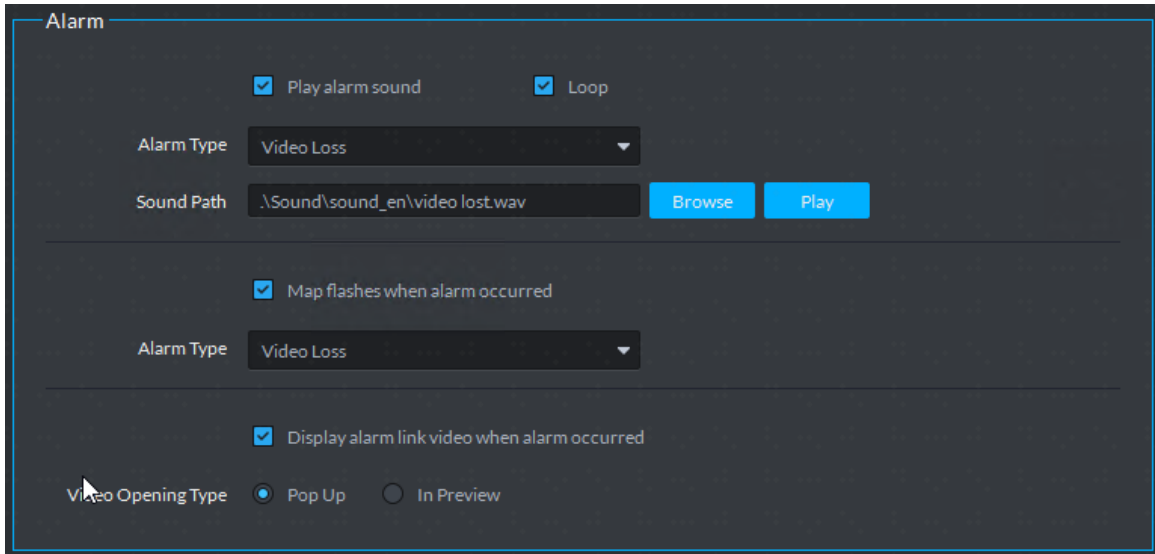 Alarm
Play alarm sound Loop
Alarm Type Video Loss
Sound Path .\Sound\sound_en\video lost.wav Browse Play
Map flashes when alarm occurred
Alarm Type Video Loss
Display alarm link video when alarm occurred
Video Opening Type Pop Up In Preview